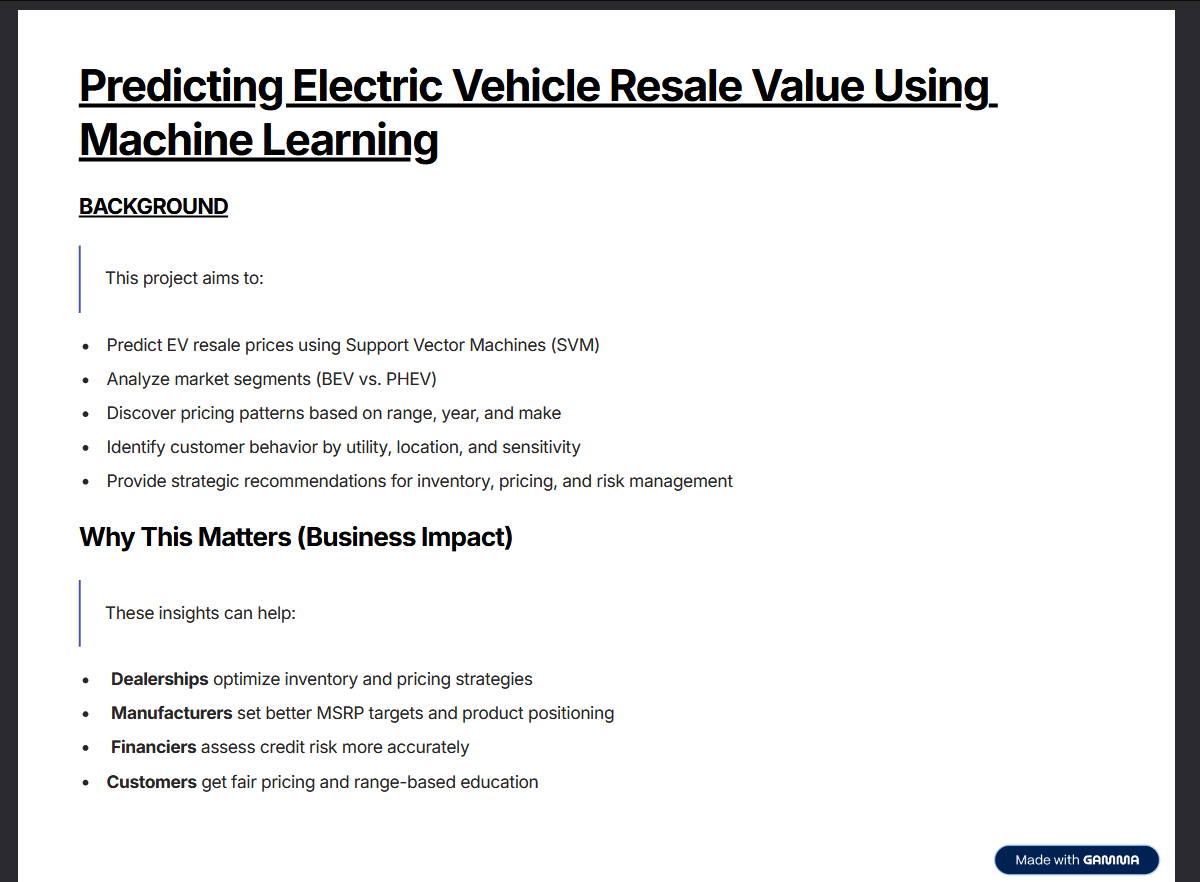 Predicting Electric Vehicle Resale Value Using
Machine Learning
BACKGROUND
This project aims to:
• Predict EV resale prices using Support Vector Machines (SVM)
• Analyze market segments (BEV vs. PHEV)
• Discover pricing patterns based on range, year, and make
• Identify customer behavior by utility, location, and sensitivity
• Provide strategic recommendations for inventory, pricing, and risk management
Why This Matters (Business Impact)
These insights can help:
• Dealerships optimize inventory and pricing strategies
• Manufacturers set better MSRP targets and product positioning
• Financiers assess credit risk more accurately
• Customers get fair pricing and range-based education
Made with GAMMA